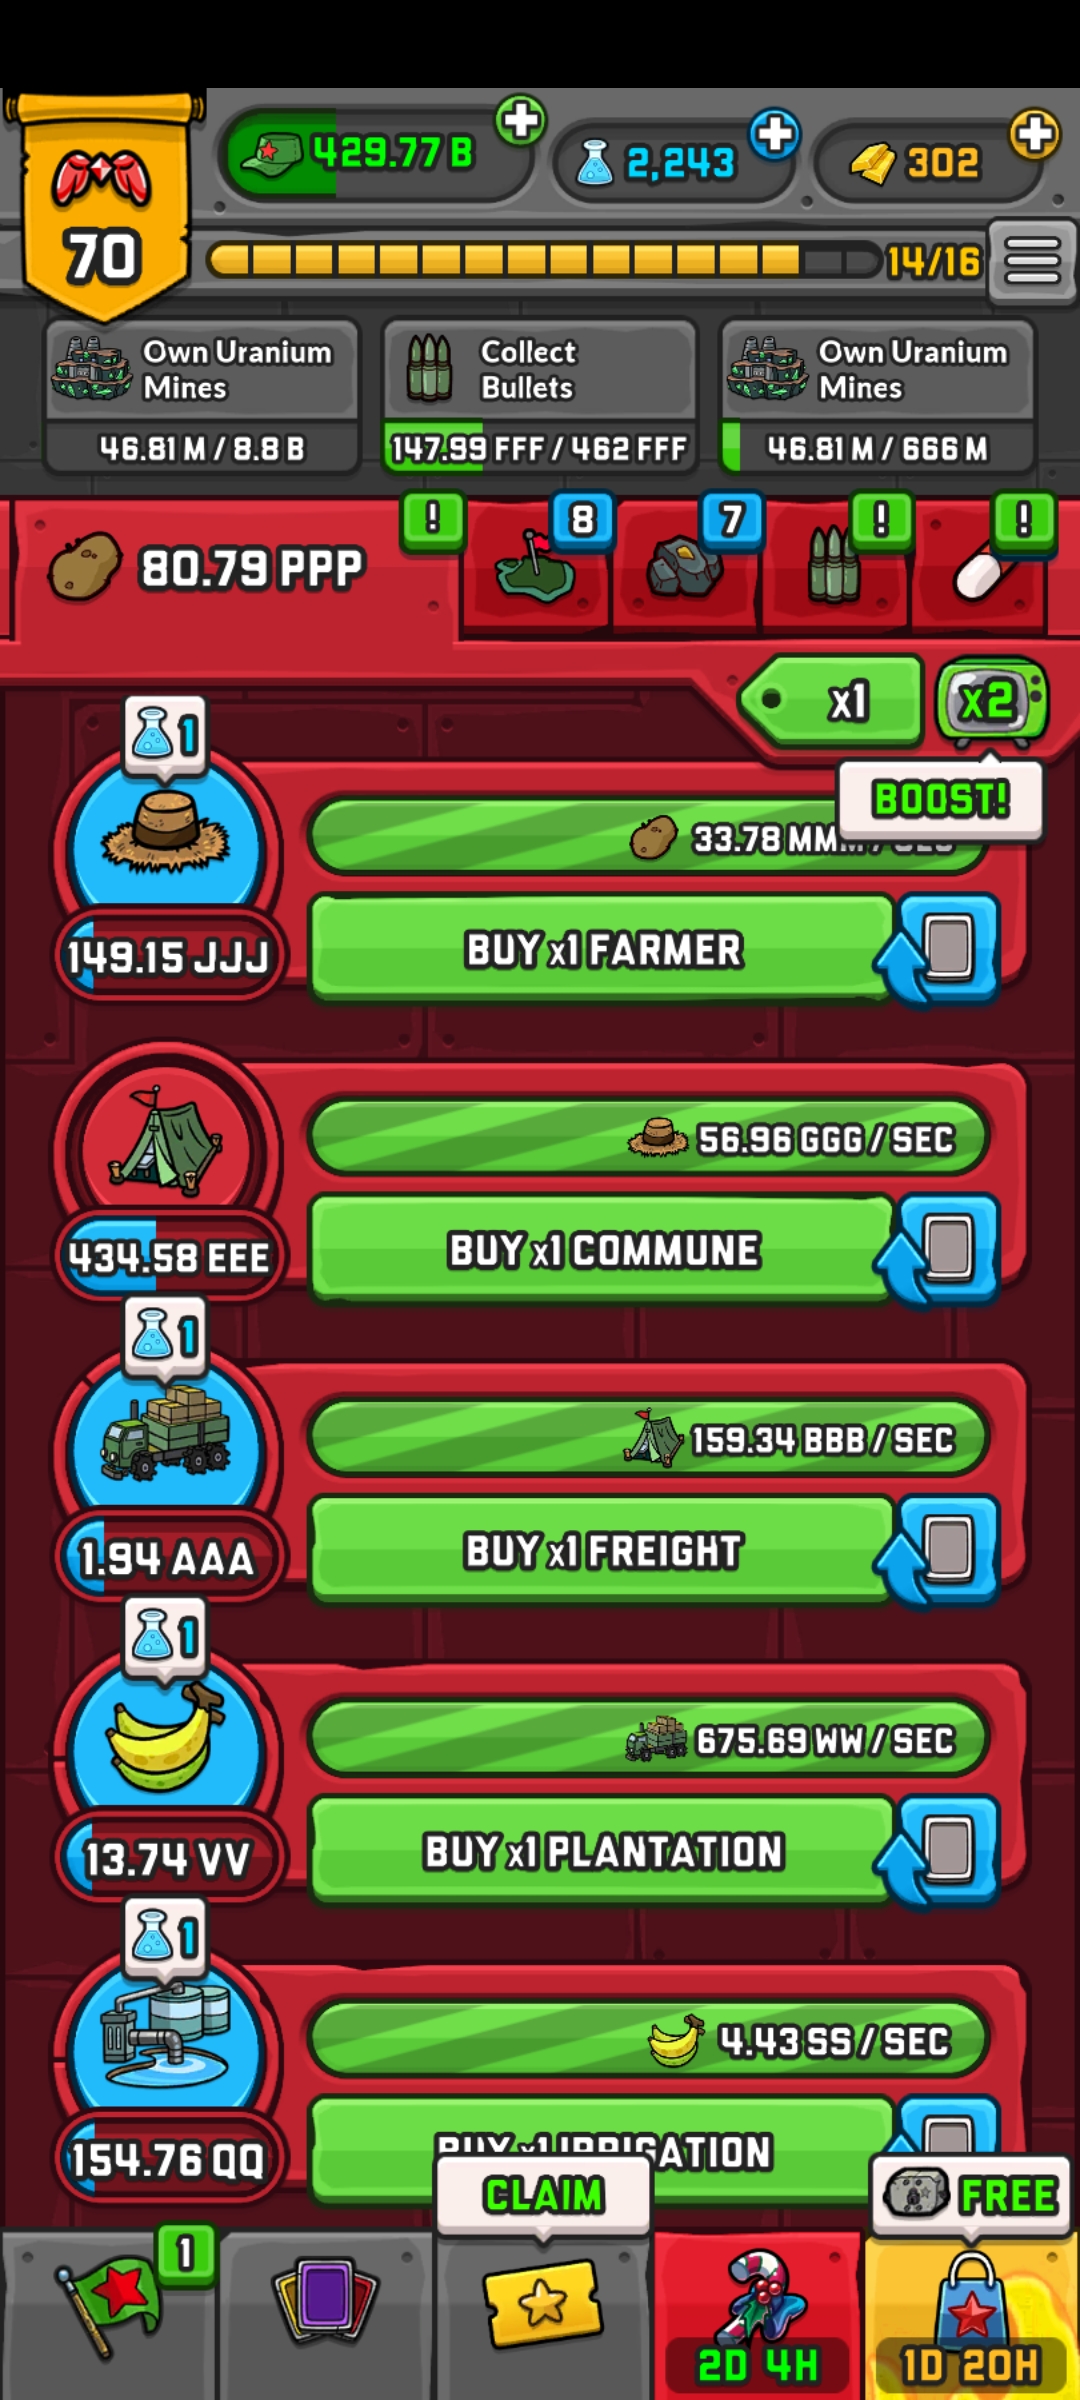 429.77 B
2,243
302
70
14/16
Own Uranium
Mines
46.81 M / 8.8 B
Collect
Bullets
147.99 FFF / 462 FFF
Own Uranium
Mines
46.81 M / 666 M
80.79 PPP
!
8
7
!
!
x1
x2
BOOST!
1
33.78 MM
149.15 JJJ
BUY x1 FARMER
56.96 GGG / SEC
434.58 EEE
BUY x1 COMMUNE
1
159.34 BBB / SEC
1.94 AAA
BUY x1 FREIGHT
1
675.69 WW / SEC
13.74 VV
BUY x1 PLANTATION
1
4.43 SS / SEC
154.76 QQ
BUY x1 IRRIGATION
CLAIM
FREE
1
2D 4H
1D 20H